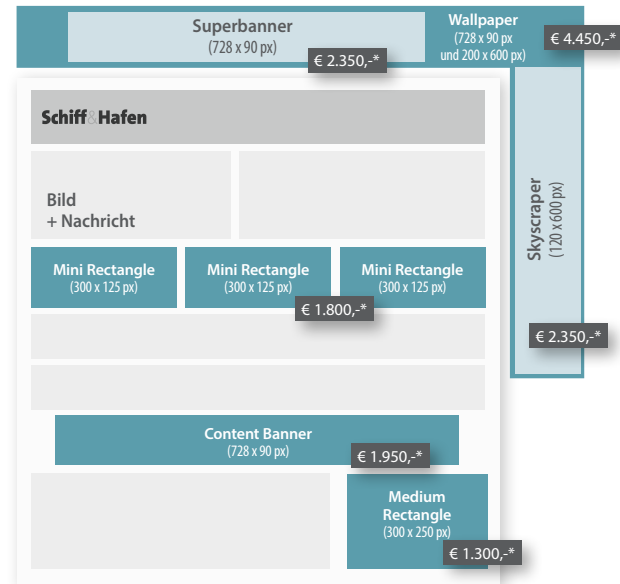 Superbanner
(728 x 90 px)
€ 2.350,-*
Wallpaper
(728 x 90 px
und 200 x 600 px)
€ 4.450,-*
Schiff&Hafen
Bild
+ Nachricht
Skyscraper
(120 x 600 px)
€ 2.350,-*
Mini Rectangle
(300 x 125 px)
Mini Rectangle
(300 x 125 px)
Mini Rectangle
(300 x 125 px)
€ 1.800,-*
Content Banner
(728 x 90 px)
€ 1.950,-*
Medium
Rectangle
(300 x 250 px)
€ 1.300,-*